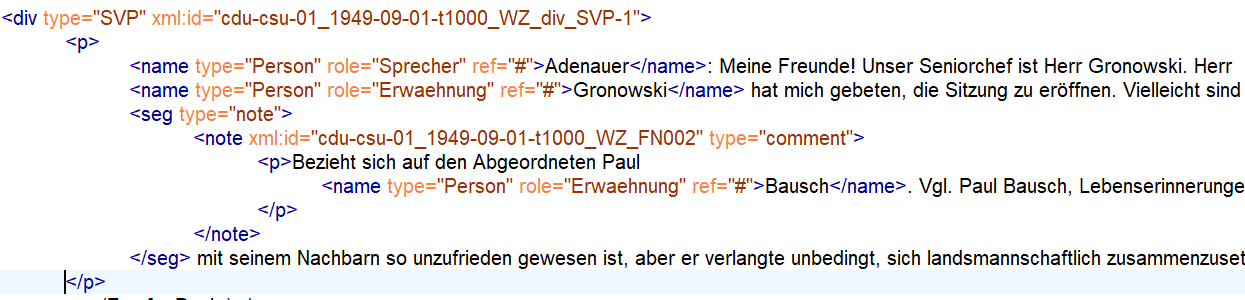 <div type="SVP" xml:id="cdu-csu-01_1949-09-01-t1000_WZ_div_SVP-1">
<p>
<name type="Person" role="Sprecher" ref="#">Adenauer</name>: Meine Freunde! Unser Seniorchef ist Herr Gronowski. Herr
<name type="Person" role="Erwaehnung" ref="#">Gronowski</name> hat mich gebeten, die Sitzung zu eröffnen. Vielleicht sind
<seg type="note">
<note xml:id="cdu-csu-01_1949-09-01-t1000_WZ_FN002" type="comment">
<p>Bezieht sich auf den Abgeordneten Paul
<name type="Person" role="Erwaehnung" ref="#">Bausch</name>. Vgl. Paul Bausch, Lebenserinnerunge
</p>
</note>
</seg> mit seinem Nachbarn so unzufrieden gewesen ist, aber er verlangte unbedingt, sich landsmannschaftlich zusammenzuset
</p>